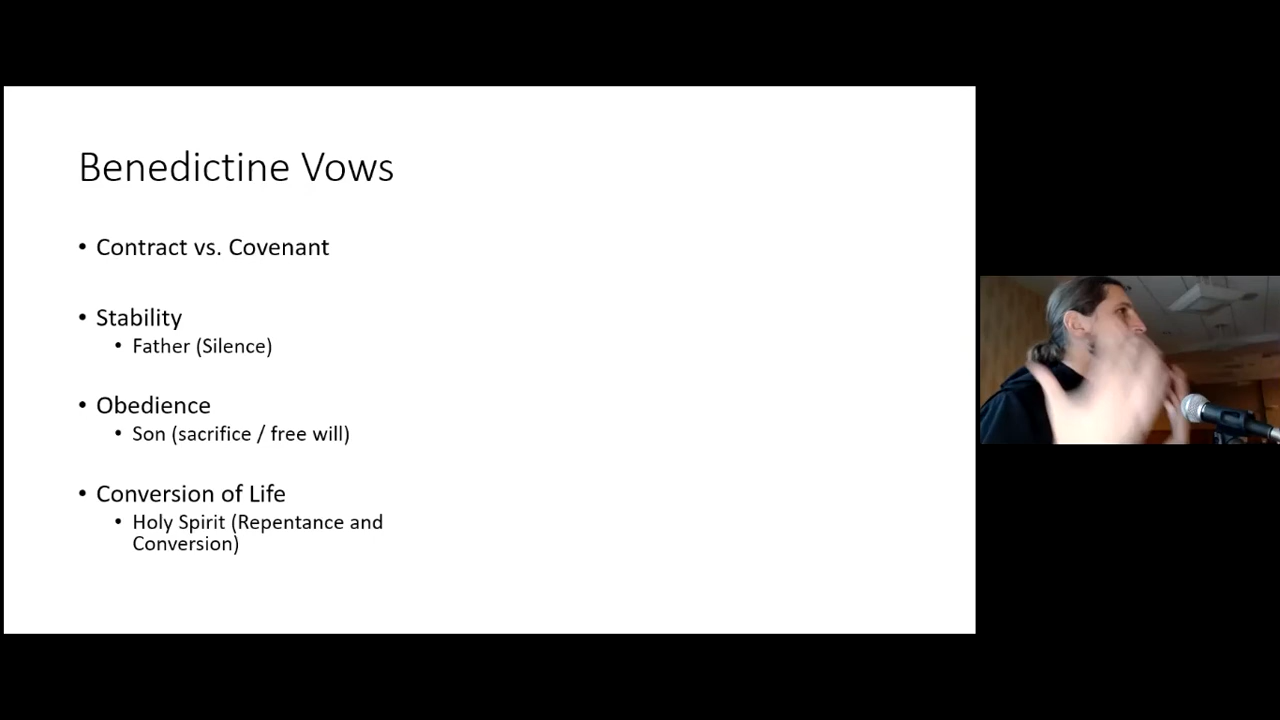 Benedictine Vows
• Contract vs. Covenant
• Stability
• Father (Silence)
• Obedience
• Son (sacrifice / free will)
• Conversion of Life
• Holy Spirit (Repentance and
Conversion)